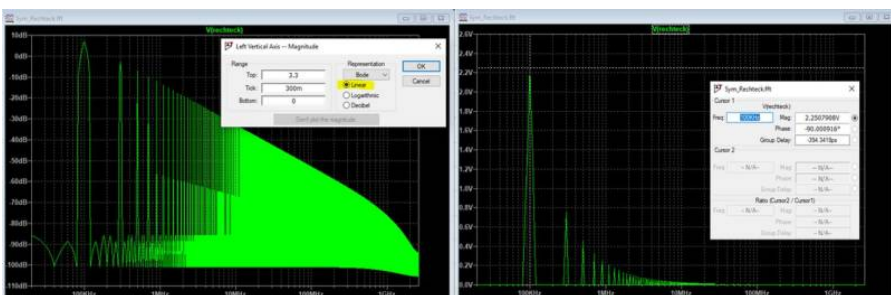 Sym_Rechteck.fft
V(rechteck)
10dB
0dB
-10dB
-20dB
-30dB
-40dB
-50dB
-60dB
-70dB
-80dB
-90dB
-100dB
-110dB
100KHz
1MHz
10MHz
100MHz
1GHz
Left Vertical Axis -- Magnitude
Range
Top: 3.3
Tick: 300m
Bottom: 0
Representation
Bode
Linear
Logarithmic
Decibel
OK
Cancel
Don't plot the magnitude
Sym_Rechteck.fft
V(rechteck)
2.6V
2.4V
2.2V
2.0V
1.8V
1.6V
1.4V
1.2V
1.0V
0.8V
0.6V
0.4V
0.2V
0.0V
100KHz
1MHz
10MHz
100MHz
1GHz
Sym_Rechteck.fft
Cursor 1
V(rechteck)
Freq: 100KHz Mag: 2.2507908V
Phase: -90.000916°
Group Delay:
Cursor 2
Freq: -- N/A-- Mag: -- N/A--
Phase: -- N/A--
Group Delay: -- N/A--
Ratio (Cursor2 / Cursor1)
Freq: -- N/A-- Mag: -- N/A--
Phase: -- N/A--
Group Delay: -- N/A--